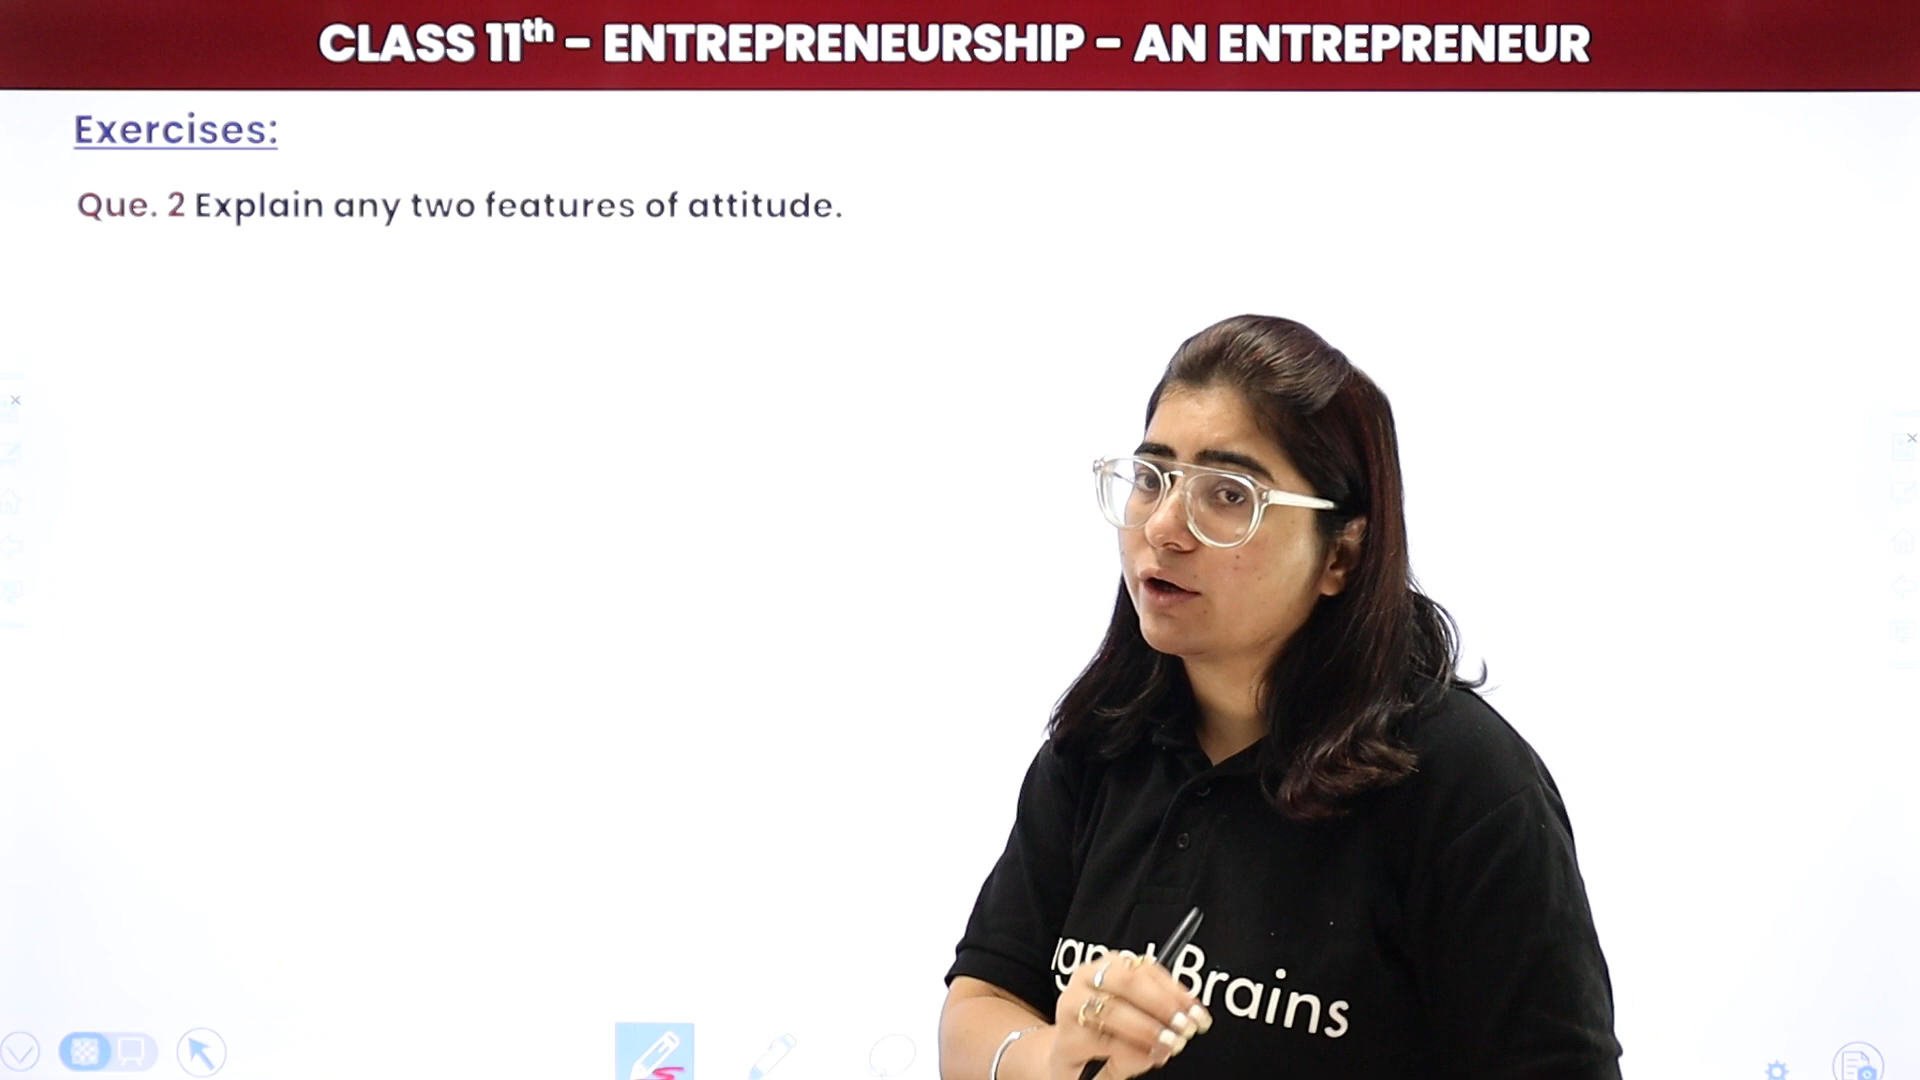 CLASS 11th - ENTREPRENEURSHIP - AN ENTREPRENEUR
Exercises:
Que. 2 Explain any two features of attitude.
Brains